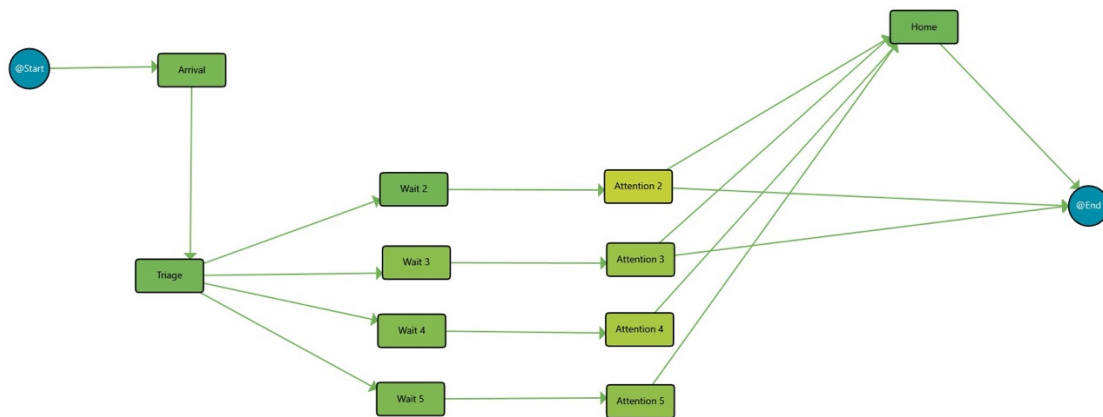 @Start
Arrival
Home
Triage
Wait 2
Attention 2
@End
Wait 3
Attention 3
Wait 4
Attention 4
Wait 5
Attention 5